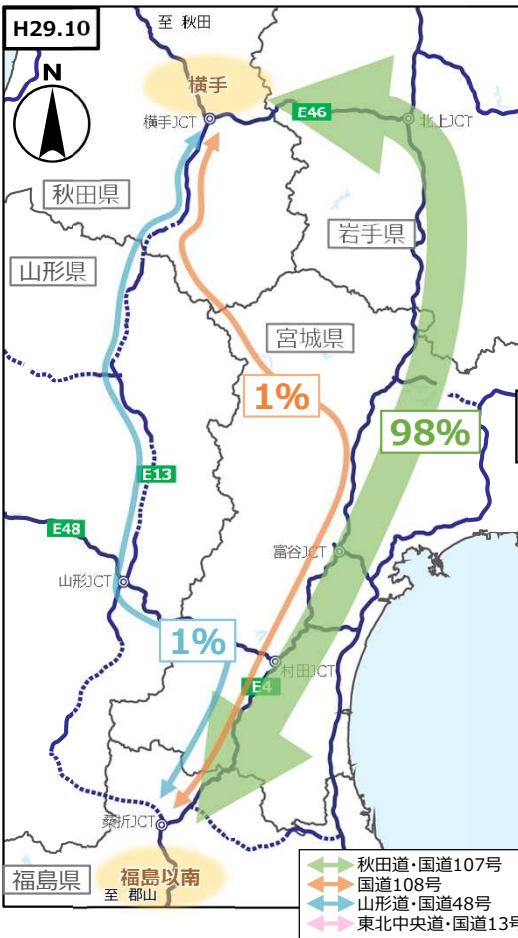 H29.10
至 秋田
N
横手
横手JCT
E46
北上JCT
秋田県
岩手県
山形県
宮城県
1%
98%
E13
E48
富谷JCT
山形JCT
1%
村田JCT
E4
桑折JCT
福島県
福島以南
至 郡山
秋田道・国道107号
国道108号
山形道・国道48号
東北中央道・国道13号